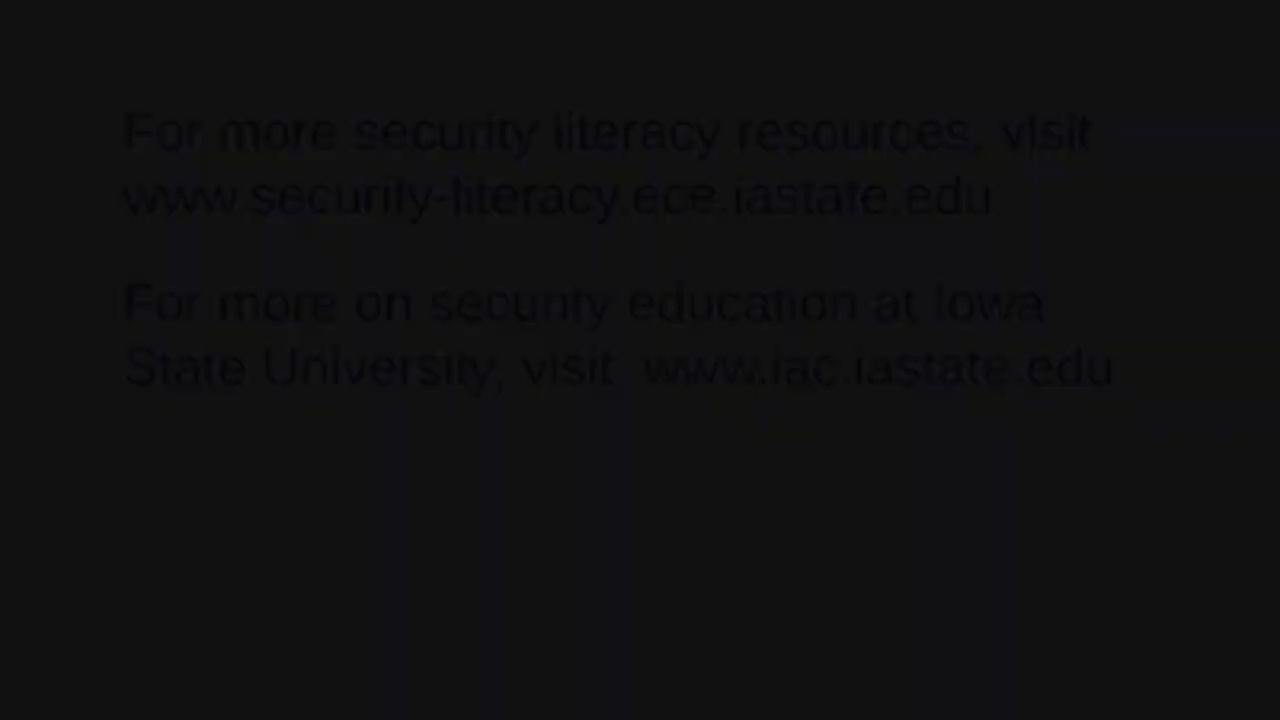 For more security literacy resources, visit
www.security-literacy.ece.iastate.edu
For more on security education at Iowa
State University, visit www.iac.iastate.edu